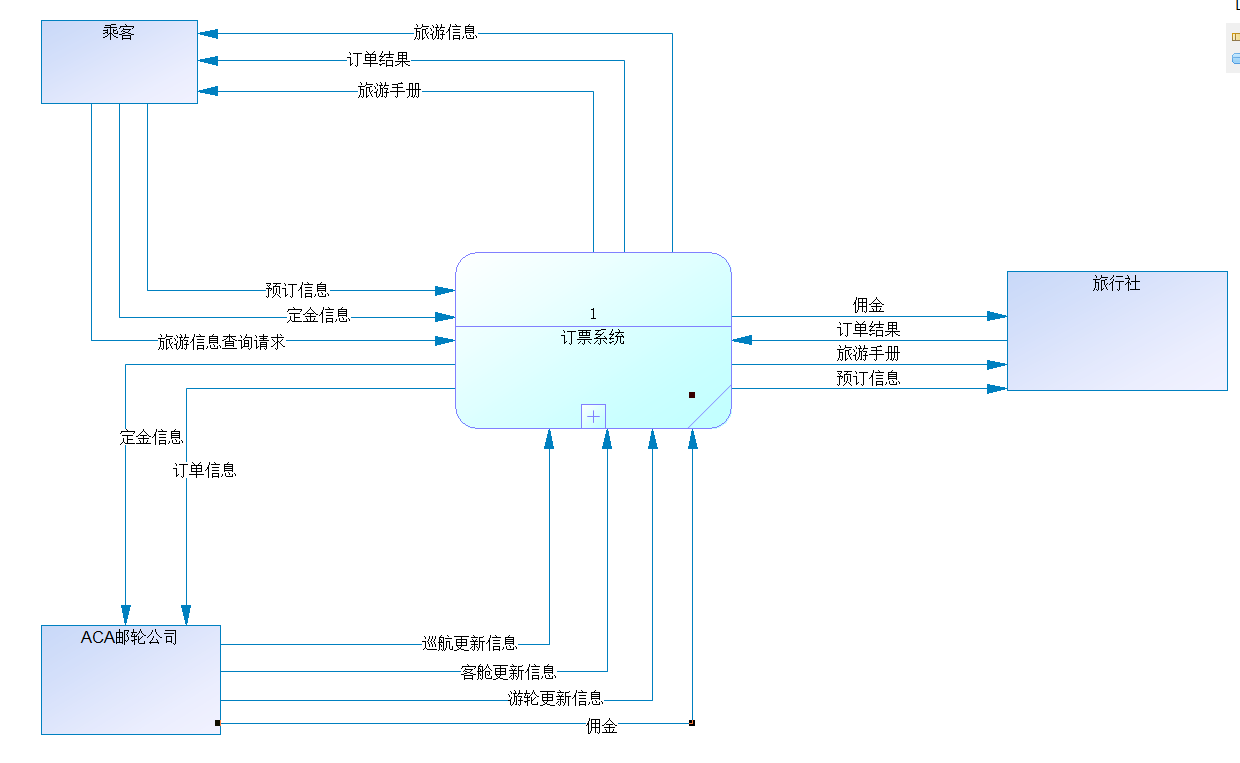 乘客
旅游信息
订单结果
旅游手册
预订信息
定金信息
旅游信息查询请求
1
订票系统
旅行社
佣金
订单结果
旅游手册
预订信息
定金信息
订单信息
ACA邮轮公司
巡航更新信息
客舱更新信息
游轮更新信息
佣金